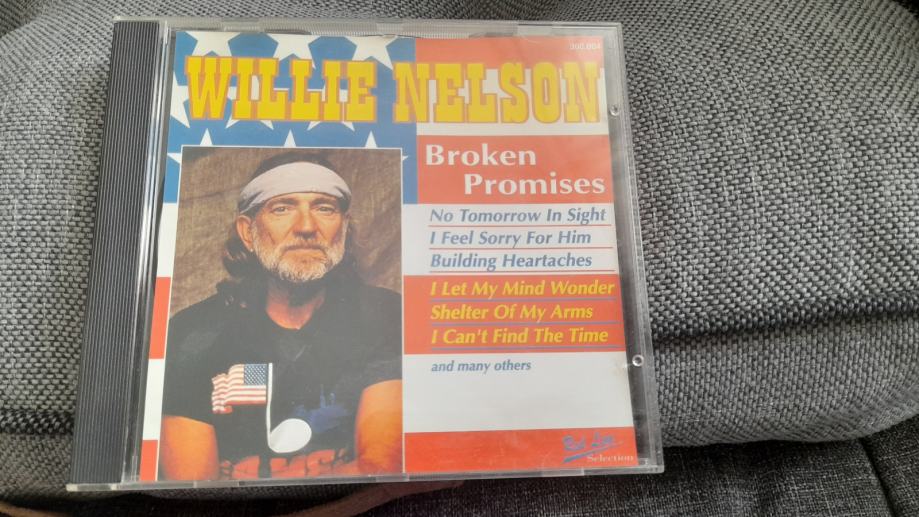 300.004
WILLIE NELSON
Broken
Promises
No Tomorrow In Sight
I Feel Sorry For Him
Building Heartaches
I Let My Mind Wonder
Shelter Of My Arms
I Can't Find The Time
and many others
Selection